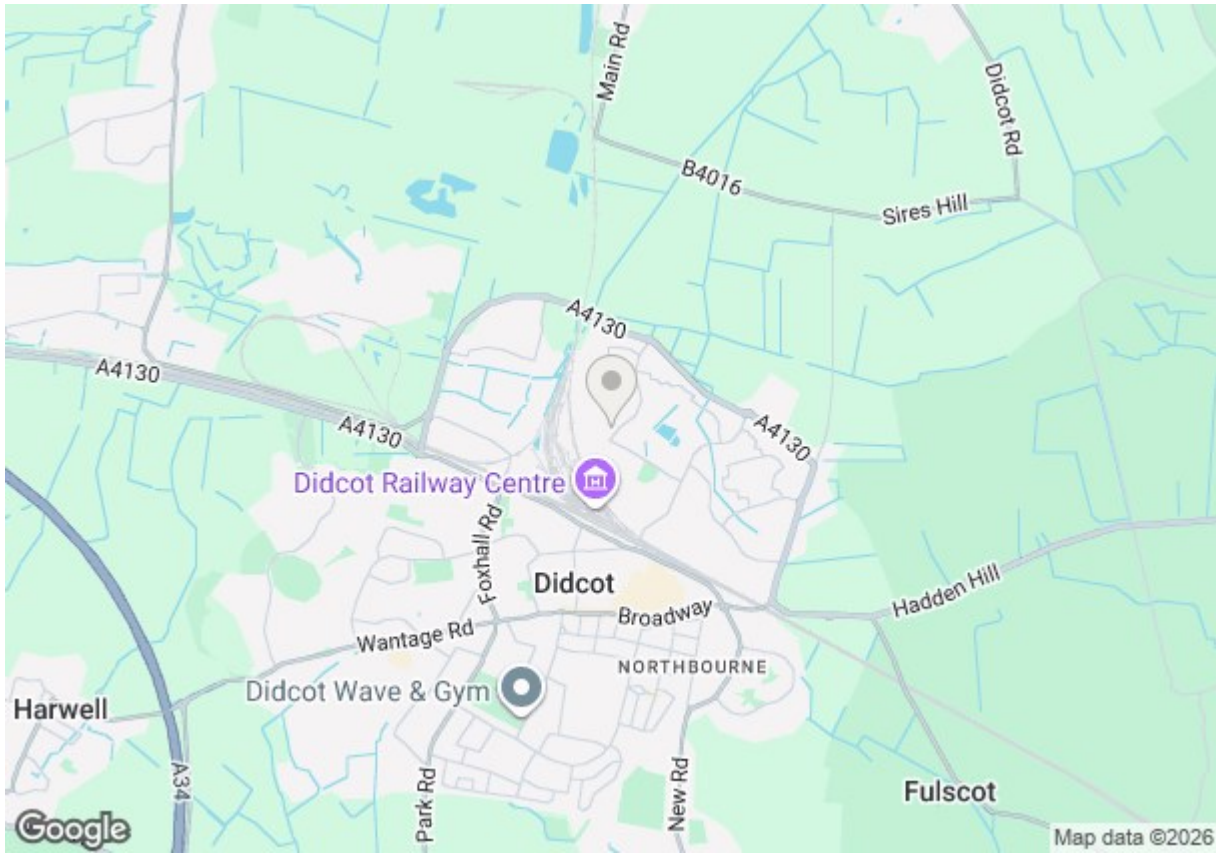 Main Rd
Didcot Rd
B4016
Sires Hill
A4130
A4130
A4130
A4130
Didcot Railway Centre
Foxhall Rd
Didcot
Hadden Hill
Broadway
Wantage Rd
NORTHBOURNE
Didcot Wave & Gym
Harwell
A34
Park Rd
New Rd
Fulscot
Google
Map data ©2026